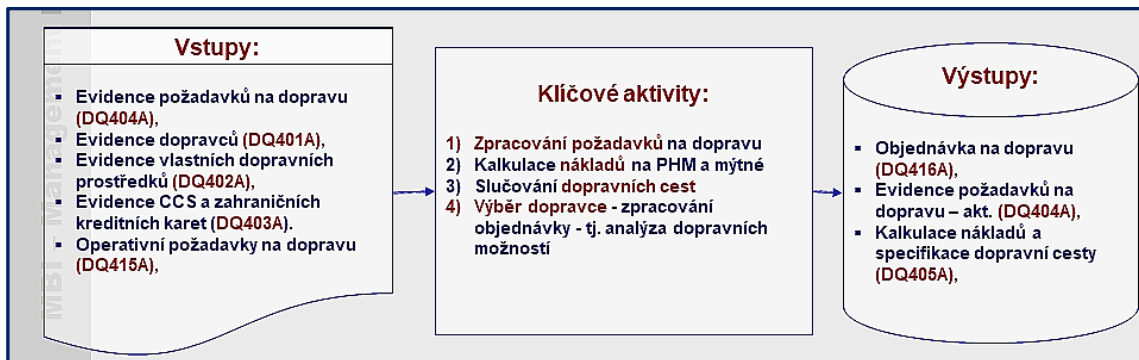 MBI - Management
Vstupy:
▪ Evidence požadavků na dopravu
(DQ404A),
▪ Evidence dopravců (DQ401A),
▪ Evidence vlastních dopravních
prostředků (DQ402A),
▪ Evidence CCS a zahraničních
kreditních karet (DQ403A).
▪ Operativní požadavky na dopravu
(DQ415A),
Klíčové aktivity:
1) Zpracování požadavků na dopravu
2) Kalkulace nákladů na PHM a mýtné
3) Slučování dopravních cest
4) Výběr dopravce - zpracování
objednávky - tj. analýza dopravních
možností
Výstupy:
▪ Objednávka na dopravu
(DQ416A),
▪ Evidence požadavků na
dopravu – akt. (DQ404A),
▪ Kalkulace nákladů a
specifikace dopravní cesty
(DQ405A),